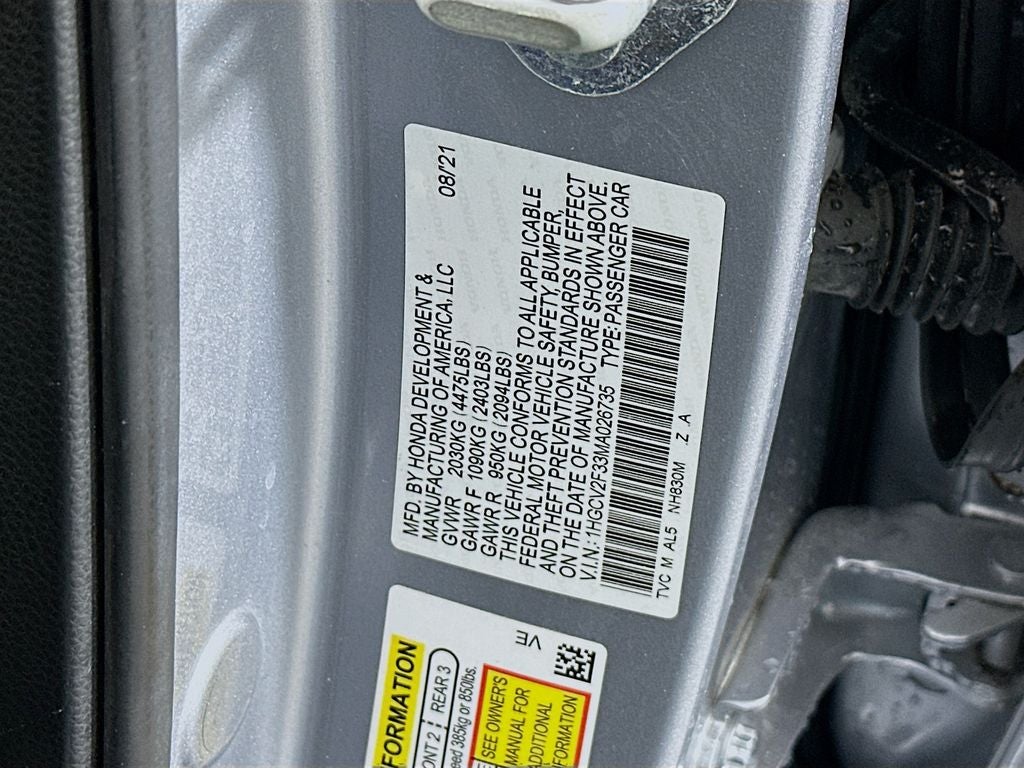 MFD. BY HONDA DEVELOPMENT &
MANUFACTURING OF AMERICA, LLC 08/21
GVWR 2030KG (4475LBS)
GAWR F 1090KG (2403LBS)
GAWR R 950KG (2094LBS)
THIS VEHICLE CONFORMS TO ALL APPLICABLE
FEDERAL MOTOR VEHICLE SAFETY, BUMPER,
AND THEFT PREVENTION STANDARDS IN EFFECT
ON THE DATE OF MANUFACTURE SHOWN ABOVE.
V.I.N.: 1HGCV2F33MA026735 TYPE: PASSENGER CAR
TVC M AL5 NH830M .Z .A
FORMATION
ONT 2 REAR 3
eed 385kg or 850lbs.
SEE OWNER'S
MANUAL FOR
ADDITIONAL
FORMATION
VE